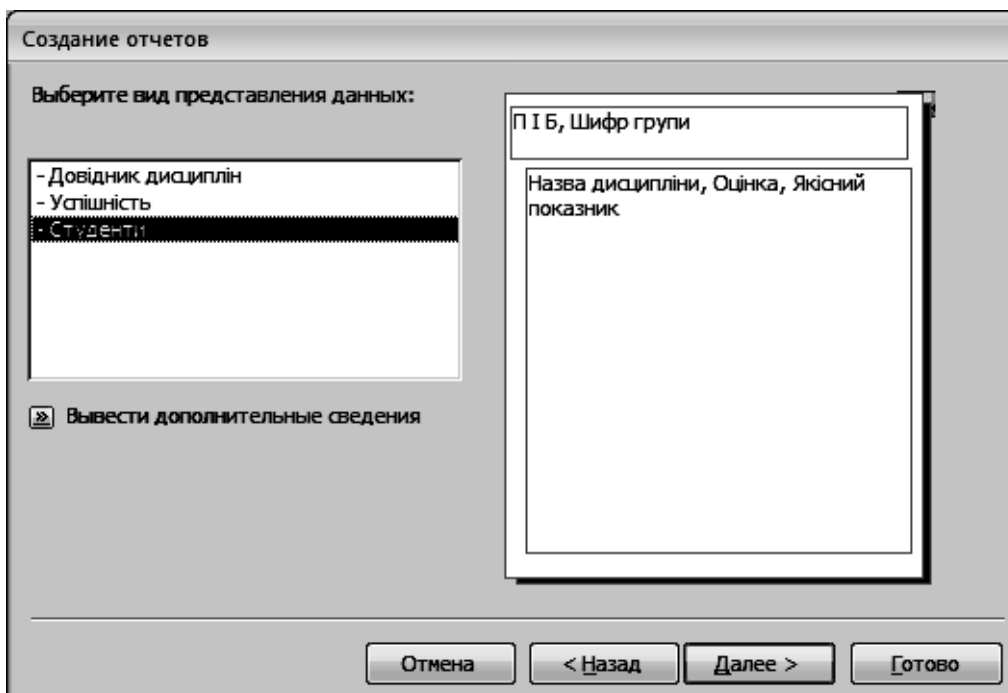 Создание отчетов
Выберите вид представления данных:
- Довідник дисциплін
- Успішність
- Студенти
Вывести дополнительные сведения
П І Б, Шифр групи
Назва дисципліни, Оцінка, Якісний
показник
Отмена
< Назад
Далее >
Готово